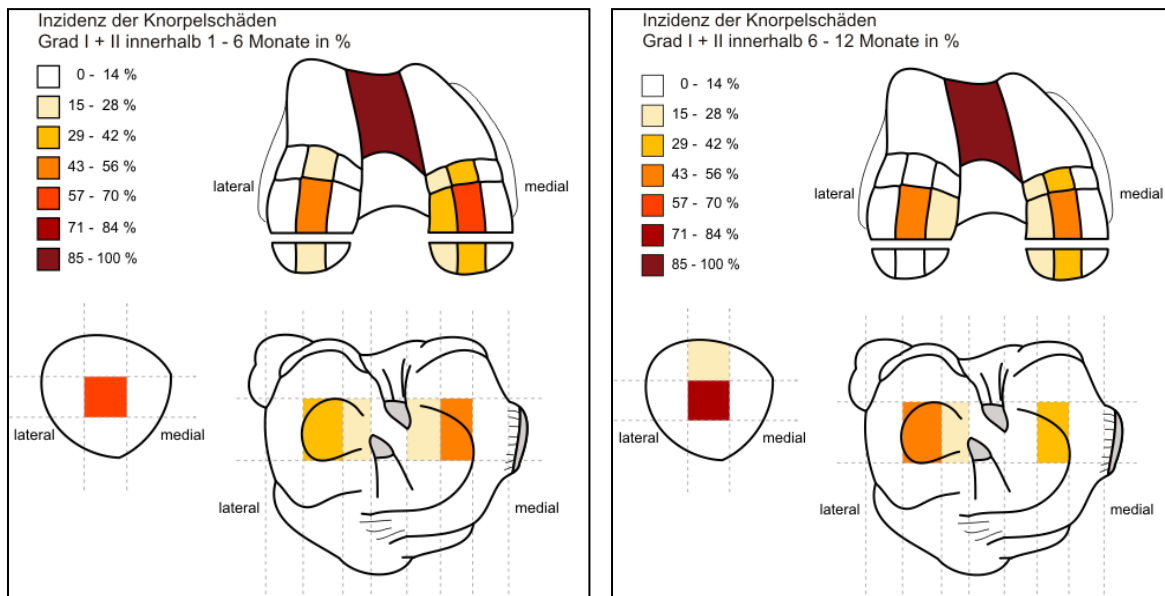 Inzidenz der Knorpelschäden
Grad I + II innerhalb 1 - 6 Monate in %
0 - 14 %
15 - 28 %
29 - 42 %
43 - 56 %
57 - 70 %
71 - 84 %
85 - 100 %
lateral
medial
lateral
medial
lateral
medial
Inzidenz der Knorpelschäden
Grad I + II innerhalb 6 - 12 Monate in %
0 - 14 %
15 - 28 %
29 - 42 %
43 - 56 %
71 - 84 %
85 - 100 %
lateral
medial
lateral
medial
lateral
medial